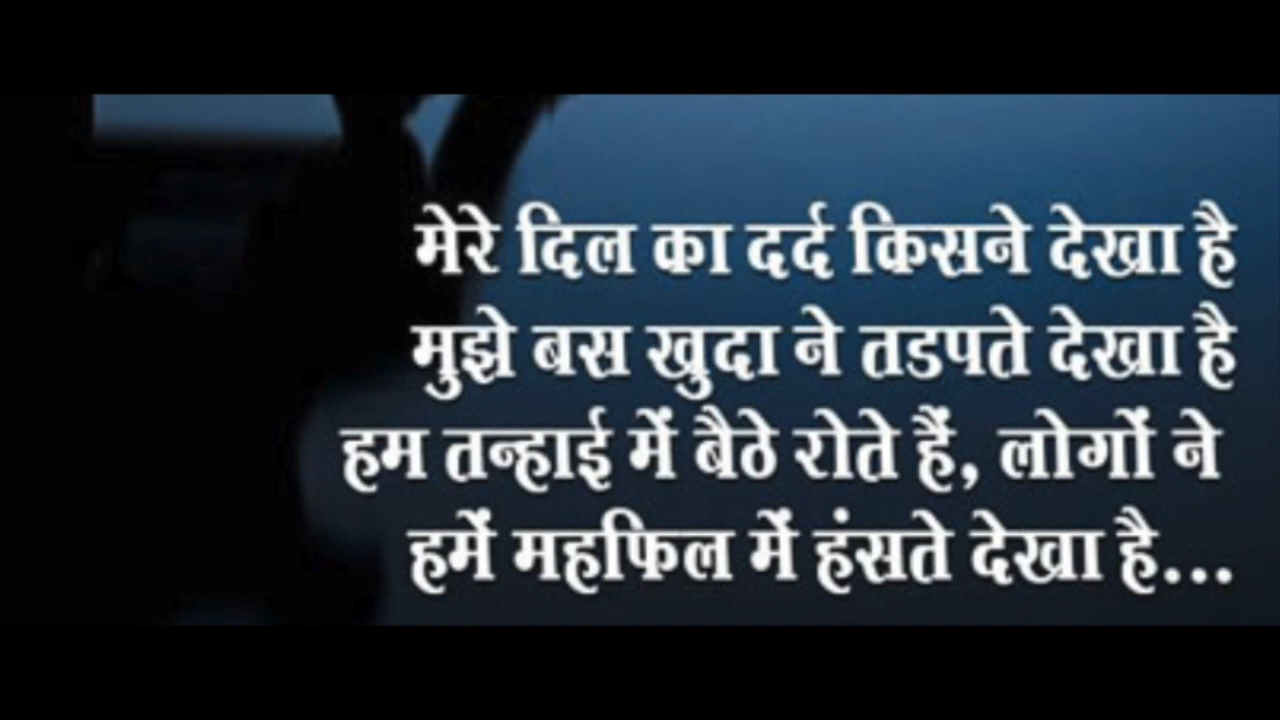 मेरे दिल का दर्द किसने देखा है
मुझे बस खुदा ने तडपते देखा है
हम तन्हाई में बैठे रोते हैं, लोगों ने
हमें महफिल में हंसते देखा है...